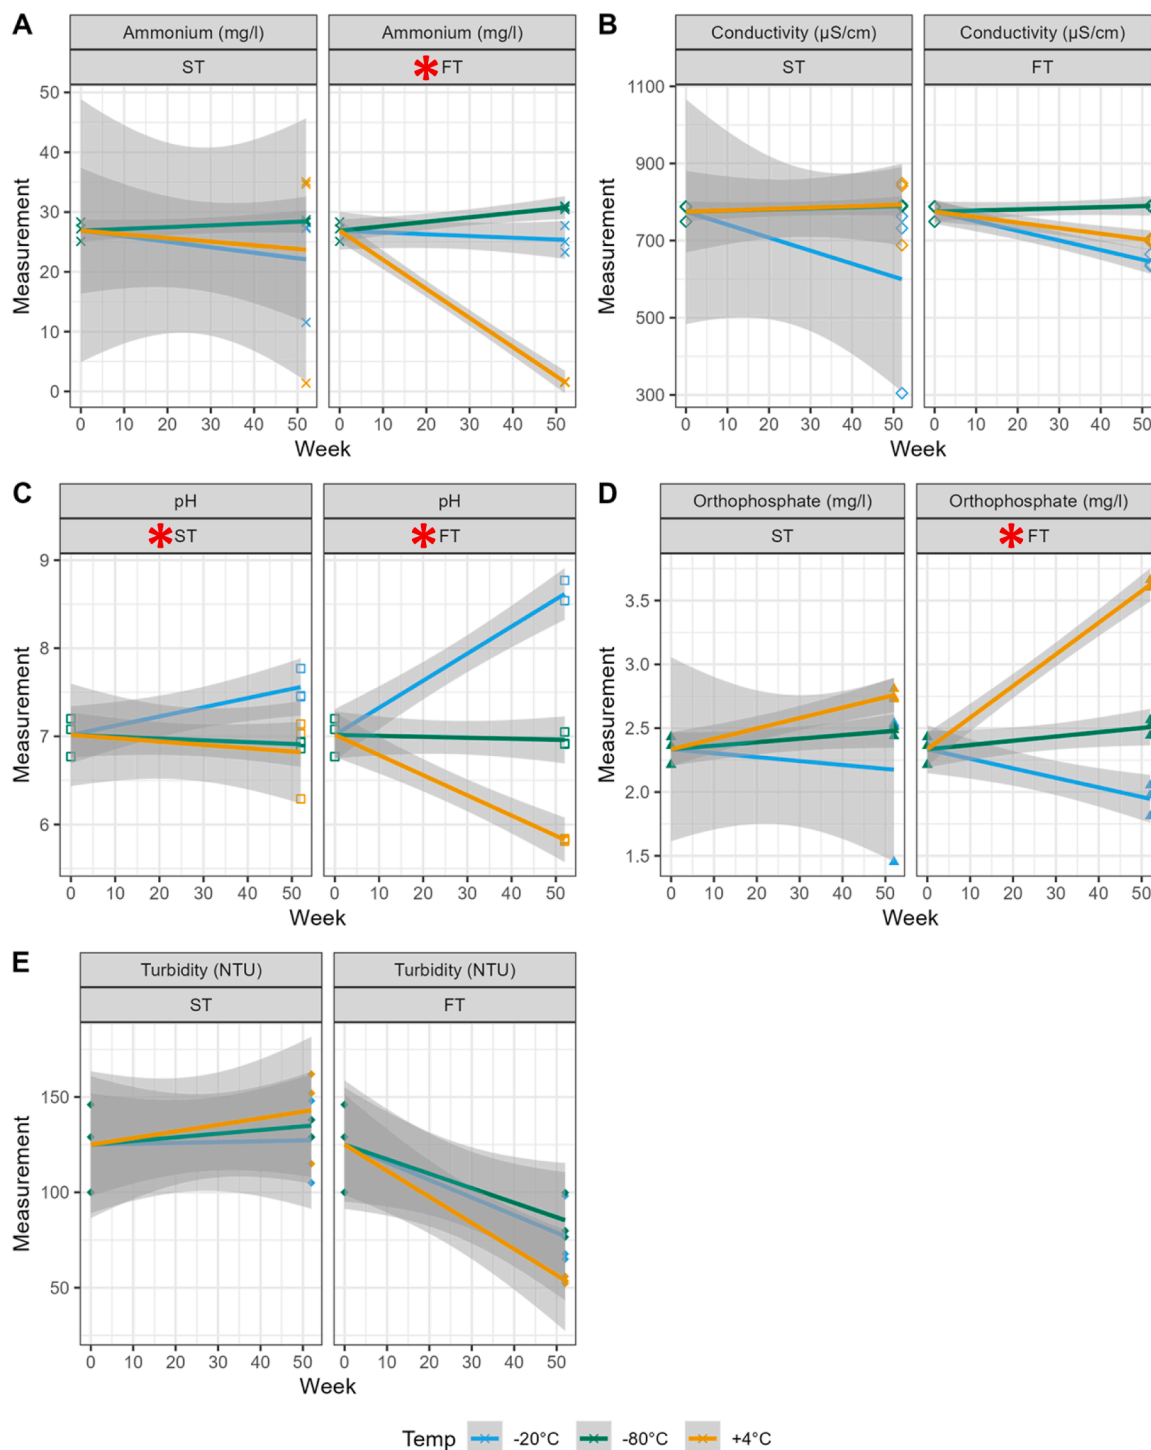 A
Ammonium (mg/l) Ammonium (mg/l)
ST FT
50
40
30
20
10
0
Measurement
0 10 20 30 40 50 0 10 20 30 40 50
Week
B
Conductivity (µS/cm) Conductivity (µS/cm)
ST FT
1100
900
700
500
300
Measurement
0 10 20 30 40 50 0 10 20 30 40 50
Week
C
pH pH
ST FT
9
8
7
6
Measurement
0 10 20 30 40 50 0 10 20 30 40 50
Week
D
Orthophosphate (mg/l) Orthophosphate (mg/l)
ST FT
3.5
3.0
2.5
2.0
1.5
Measurement
0 10 20 30 40 50 0 10 20 30 40 50
Week
E
Turbidity (NTU) Turbidity (NTU)
ST FT
150
100
50
Measurement
0 10 20 30 40 50 0 10 20 30 40 50
Week
Temp -20°C -80°C +4°C